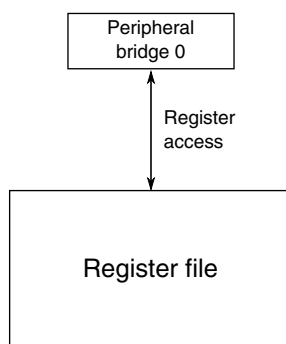 Peripheral
bridge 0
Register
access
Register file